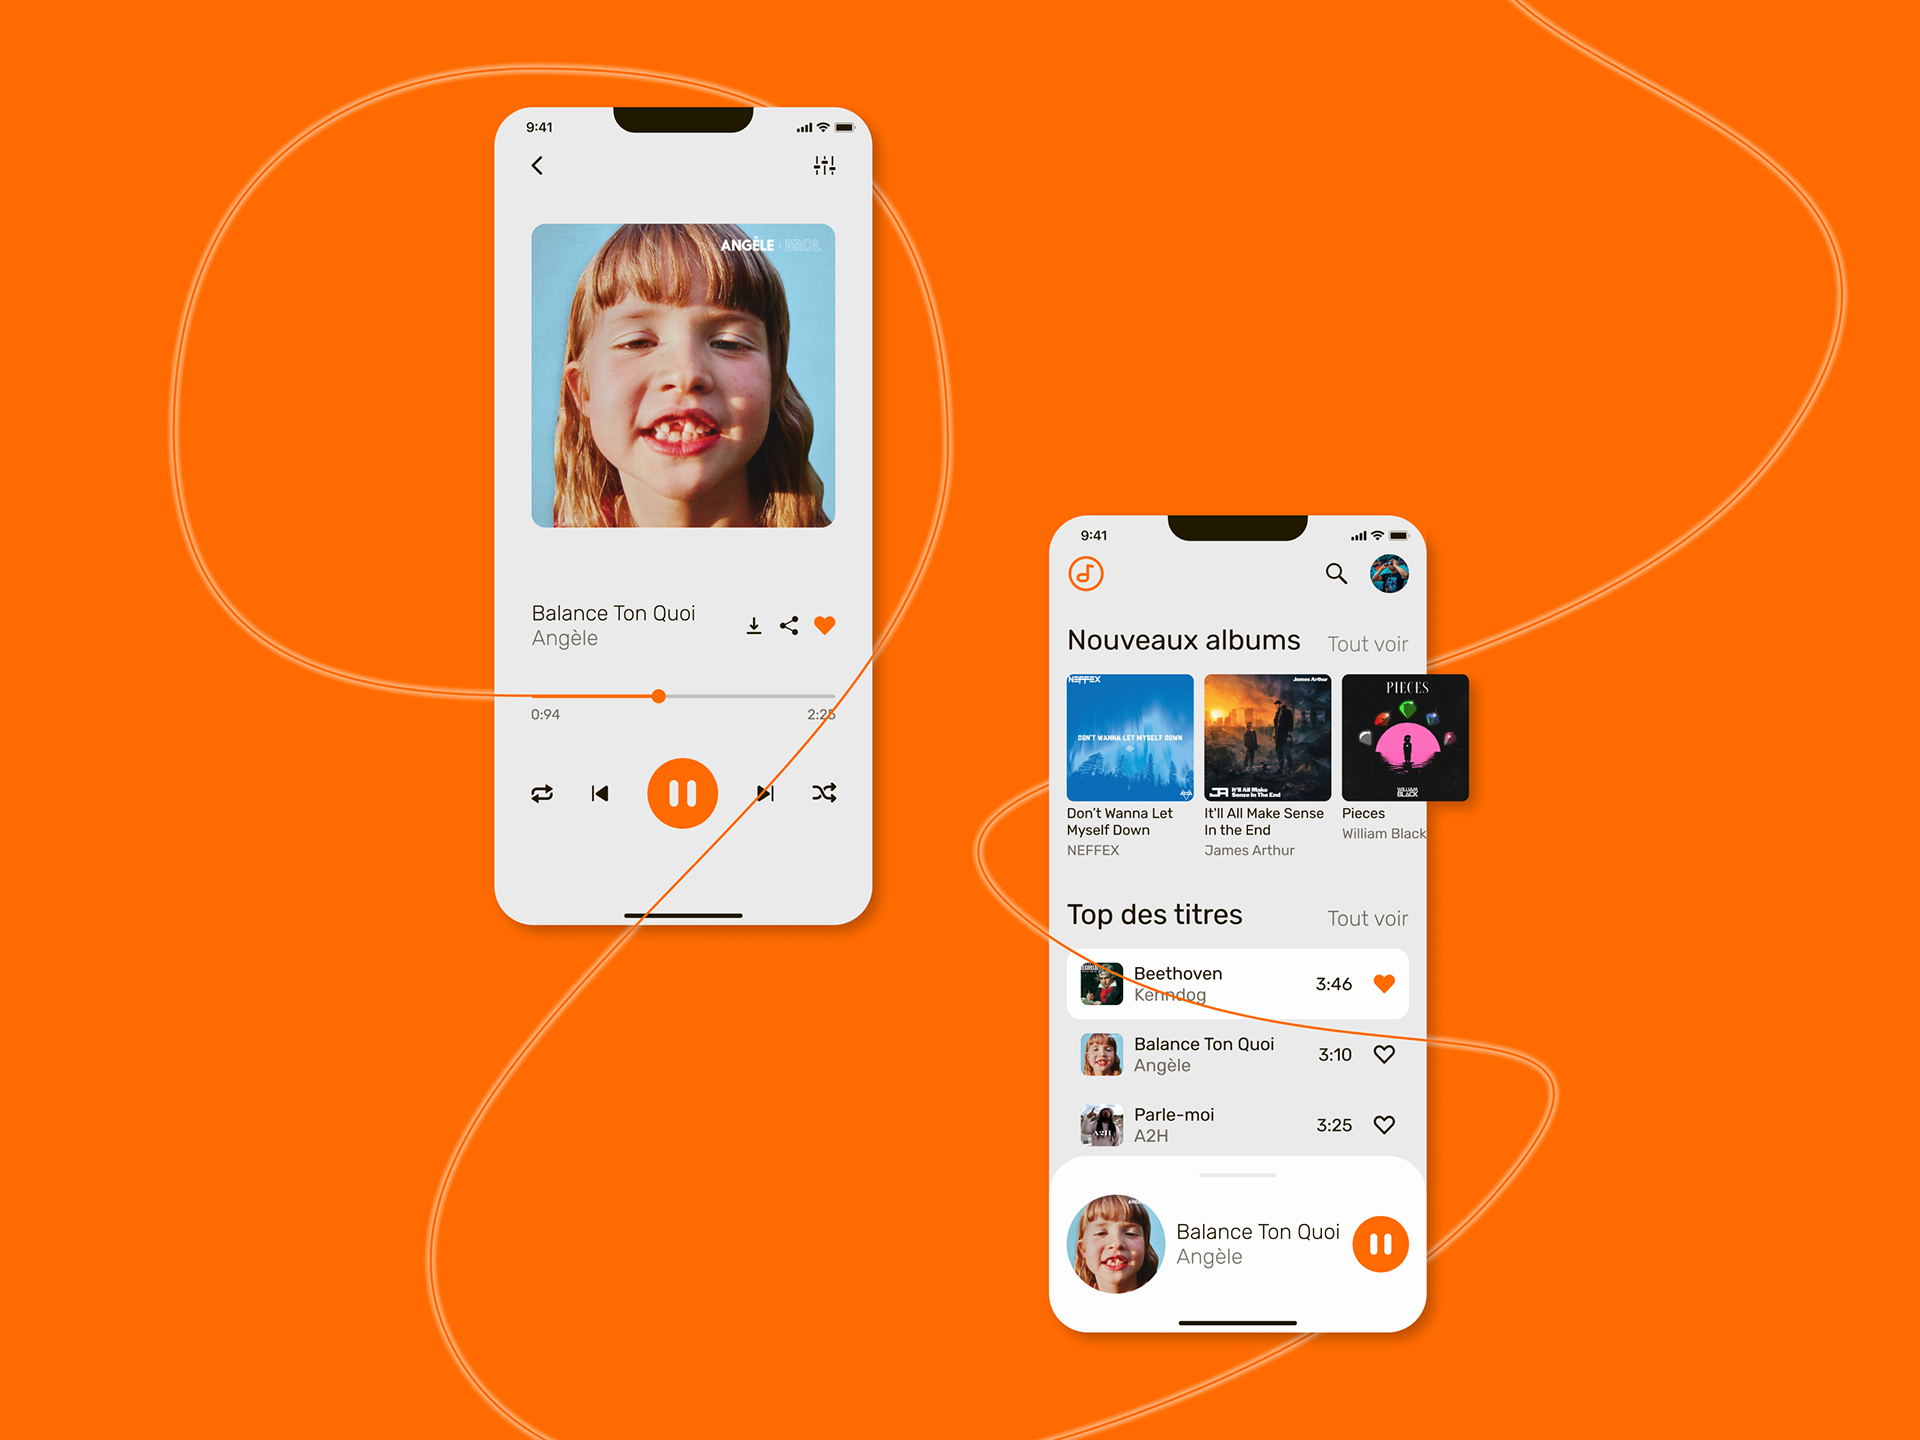 9:41
ANGÈLE / BROL
Balance Ton Quoi
Angèle
0:94
2:25
9:41
Nouveaux albums
Tout voir
NEFFEX
DON'T WANNA LET MYSELF DOWN
James Arthur
JA It'll All Make
Sense In The End
PIECES
WILLIAM
BLACK
Don't Wanna Let
Myself Down
NEFFEX
It'll All Make Sense
In the End
James Arthur
Pieces
William Black
Top des titres
Tout voir
Beethoven
Kenndog
3:46
Balance Ton Quoi
Angèle
3:10
A2H
Parle-moi
A2H
3:25
Balance Ton Quoi
Angèle